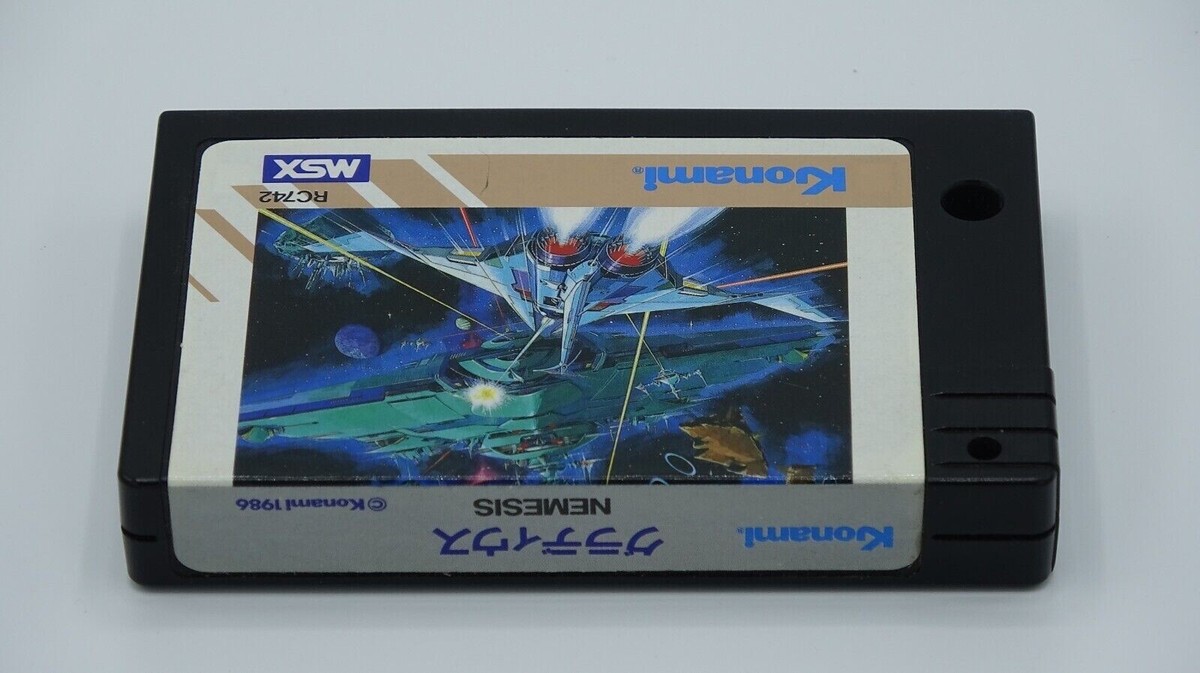 Konami
グラディウス
NEMESIS
©Konami 1986
RC742
Konami®
MSX